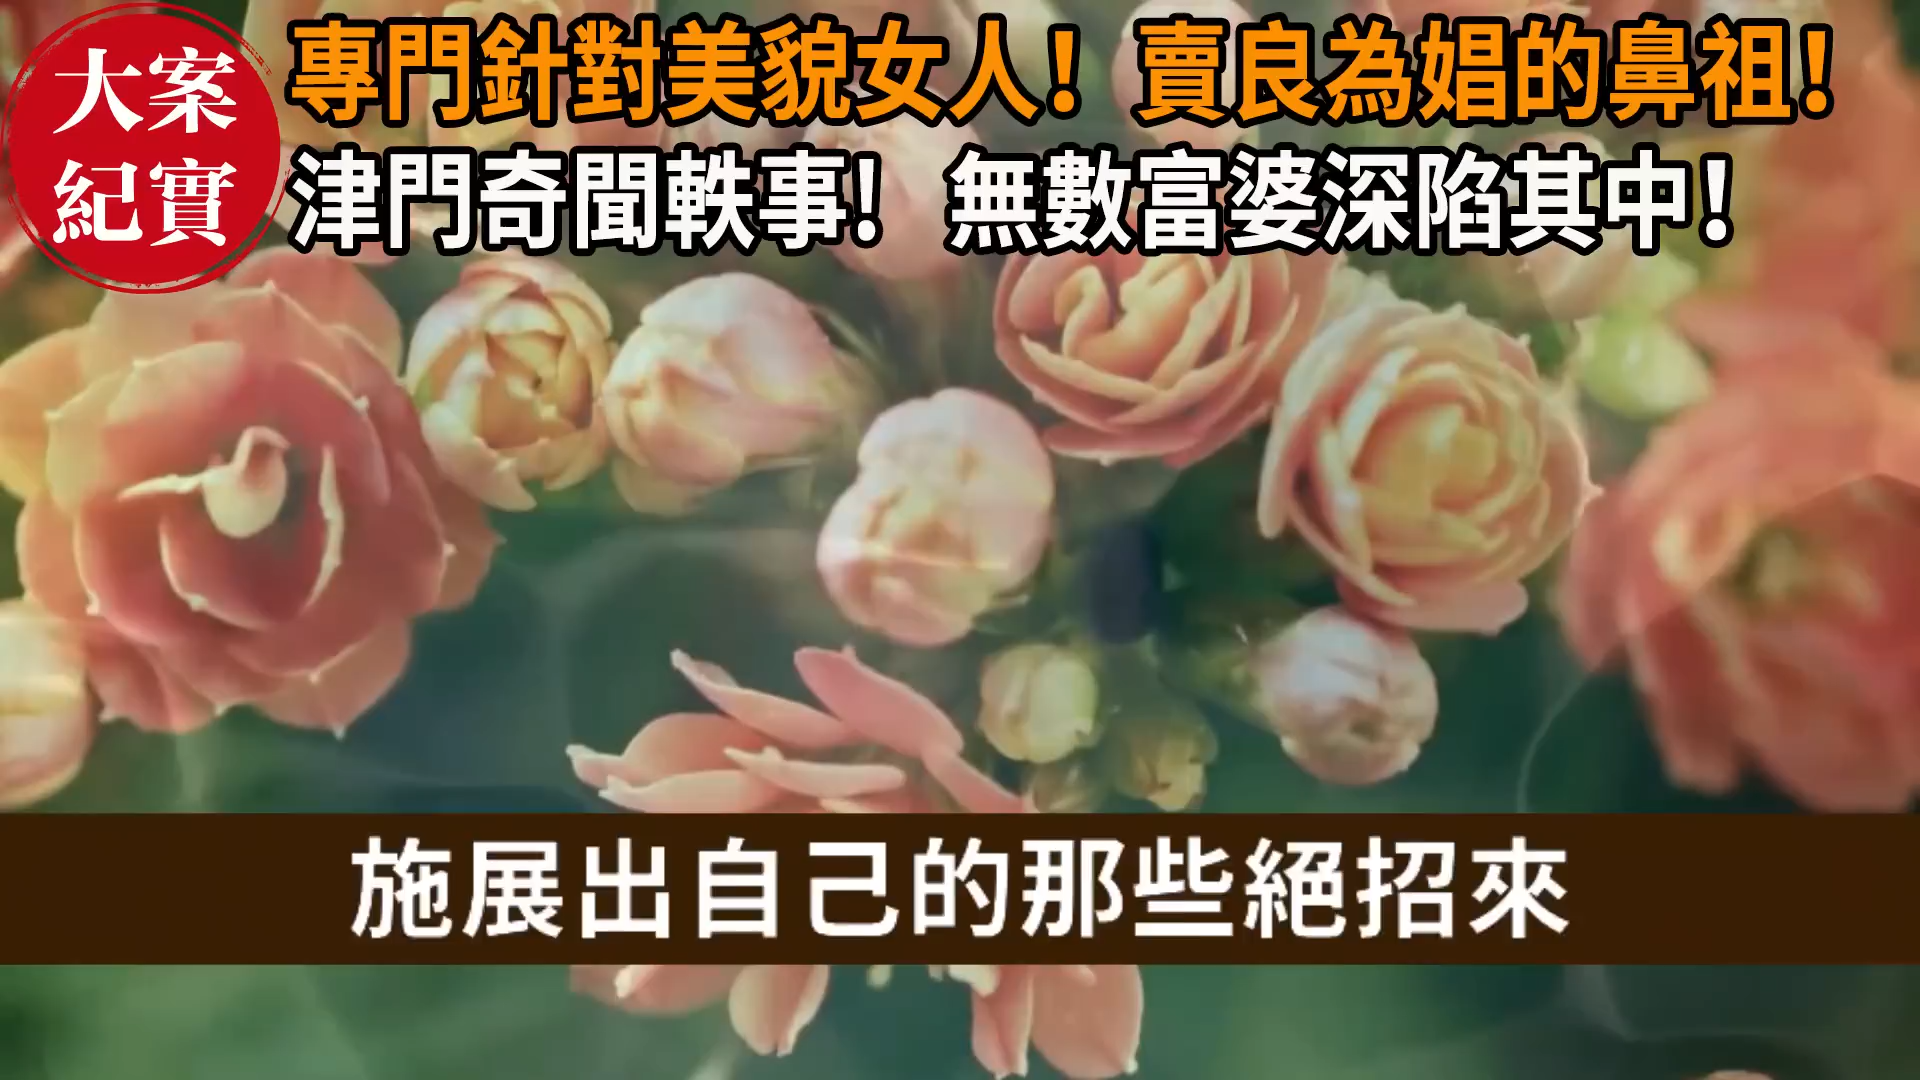 大案
紀實
專門針對美貌女人！賣良為娼的鼻祖！
津門奇聞軼事！ 無數富婆深陷其中！
施展出自己的那些絕招來